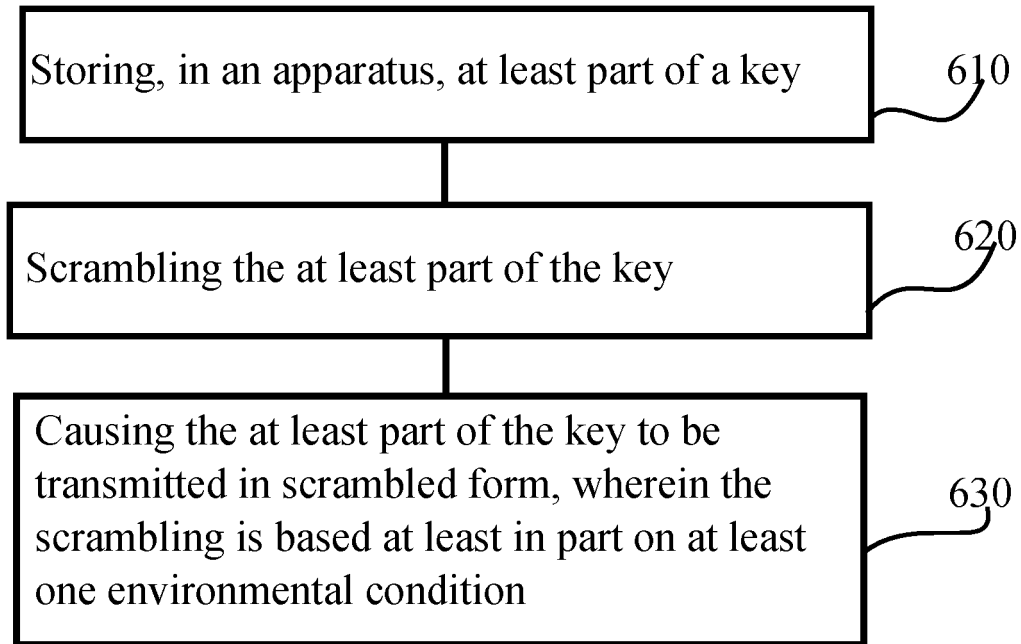 Storing, in an apparatus, at least part of a key
610
Scrambling the at least part of the key
620
Causing the at least part of the key to be
transmitted in scrambled form, wherein the
scrambling is based at least in part on at least
one environmental condition
630